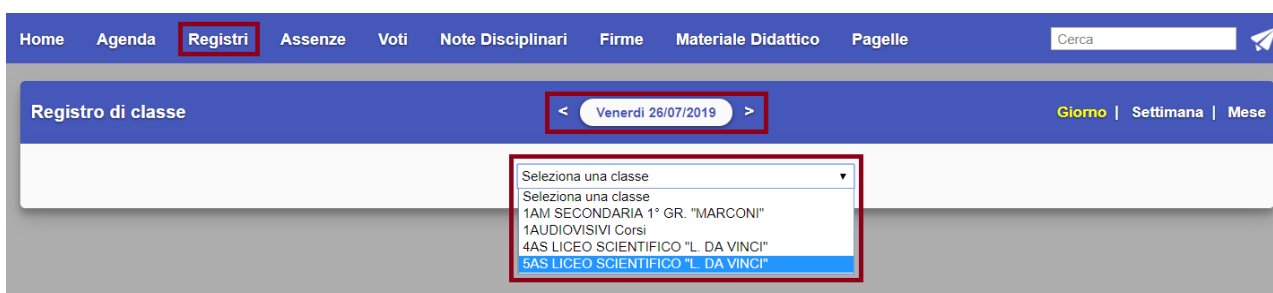 Home Agenda Registri Assenze Voti Note Disciplinari Firme Materiale Didattico Pagelle Cerca
Registro di classe < Venerdì 26/07/2019 > Giorno | Settimana | Mese
Seleziona una classe
Seleziona una classe
1AM SECONDARIA 1° GR. "MARCONI"
1AUDIOVISIVI Corsi
4AS LICEO SCIENTIFICO "L. DA VINCI"
5AS LICEO SCIENTIFICO "L. DA VINCI"